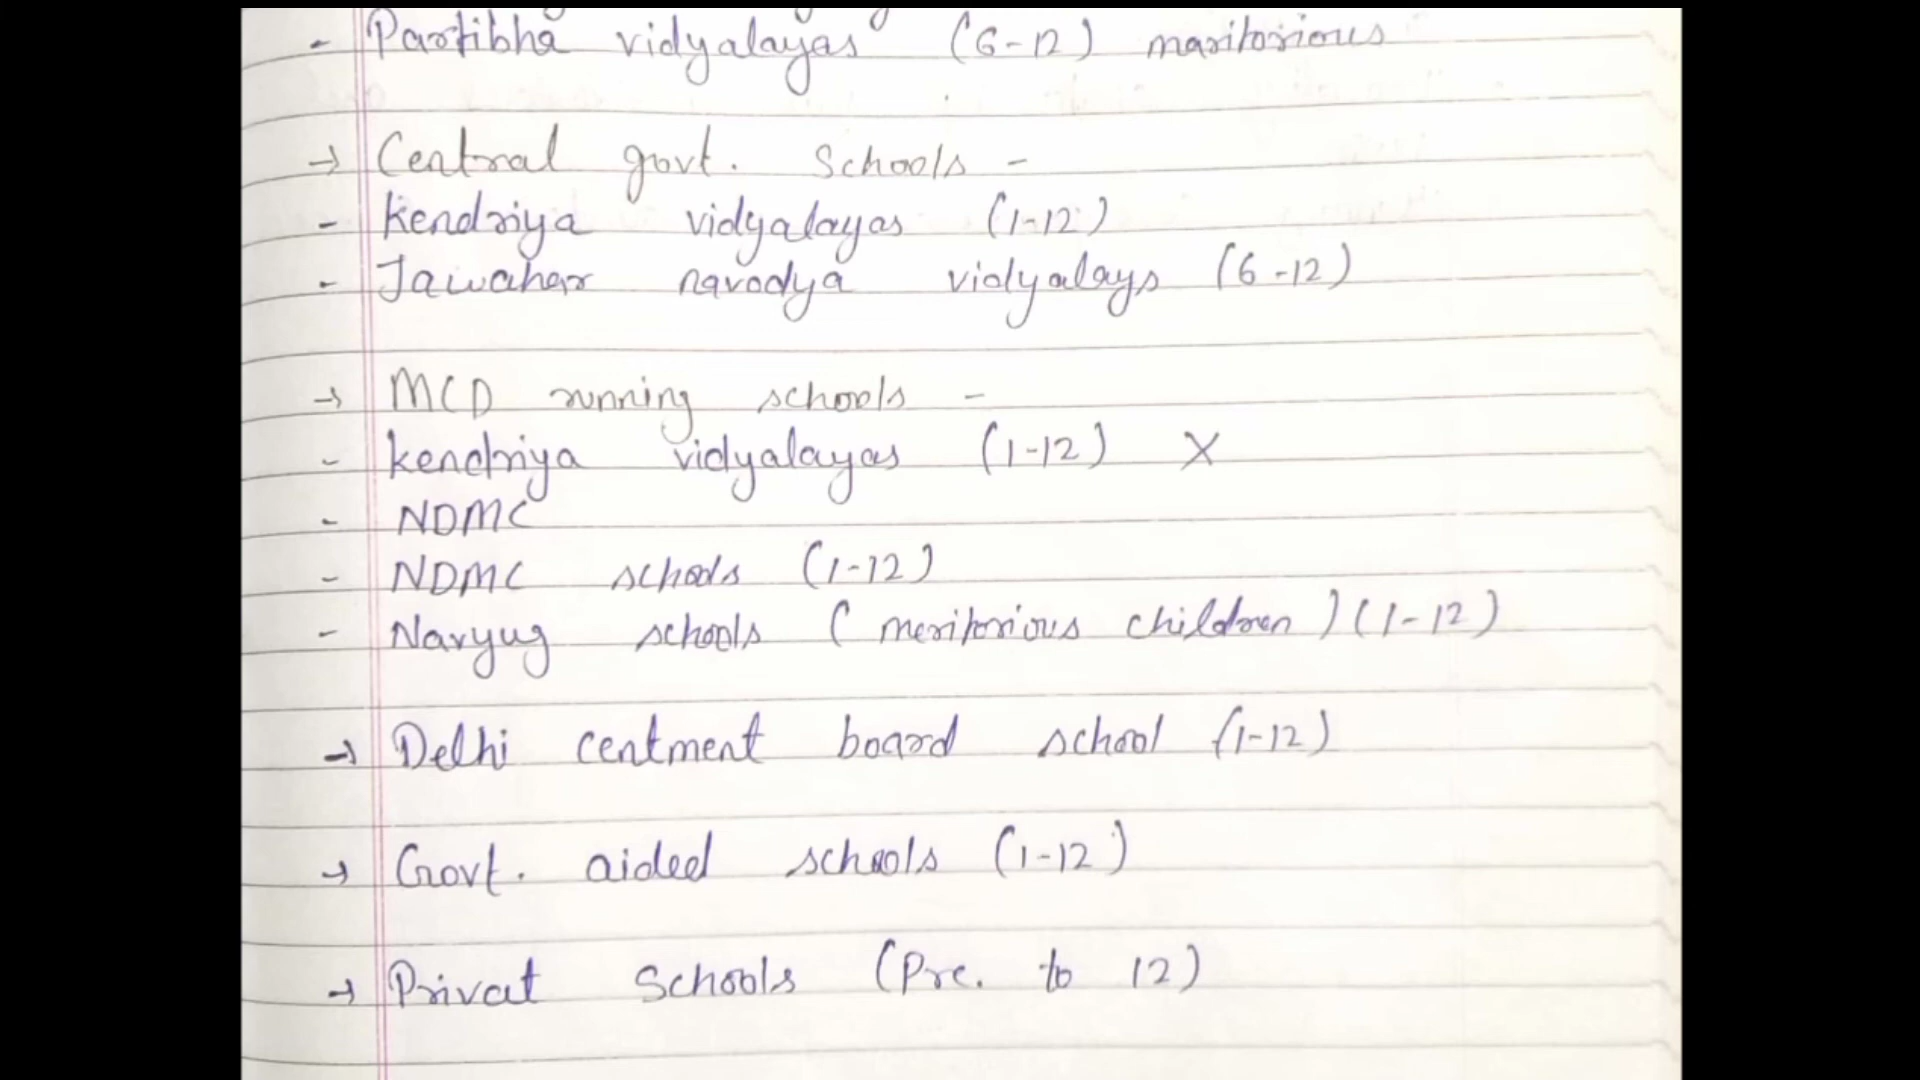 - Partibha vidyalayas (6-12) maritorious
→ Central govt. Schools -
- Kendriya vidyalayas (1-12)
- Jawahar navodya vidyalays (6-12)
→ MCD running schools -
- kendriya vidyalayas (1-12) X
- NDMC
- NDMC schools (1-12)
- Navyug schools (meritorious children) (1-12)
→ Delhi centment board school (1-12)
→ Govt. aided schools (1-12)
→ Privat Schools (Pre. to 12)